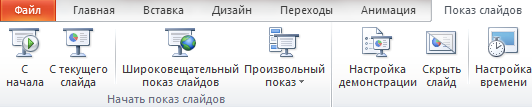 Файл Главная Вставка Дизайн Переходы Анимация Показ слайдов
С начала
С текущего слайда
Широковещательный показ слайдов
Произвольный показ
Настройка демонстрации
Скрыть слайд
Настройка времени
Начать показ слайдов